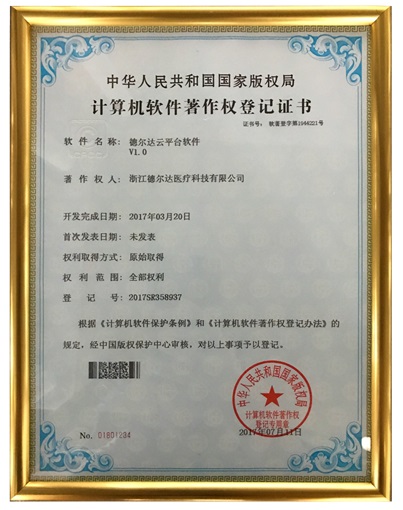 中华人民共和国国家版权局
计算机软件著作权登记证书
证书号: 软著登字第1944221号
软件名称: 德尔达云平台软件
V1.0
著作权人: 浙江德尔达医疗科技有限公司
开发完成日期: 2017年03月20日
首次发表日期: 未发表
权利取得方式: 原始取得
权利范围: 全部权利
登记号: 2017SR358937
根据《计算机软件保护条例》和《计算机软件著作权登记办法》的
规定，经中国版权保护中心审核，对以上事项予以登记。
中华人民共和国国家版权局
计算机软件著作权
登记专用章
2017年07月11日
No. 01801234